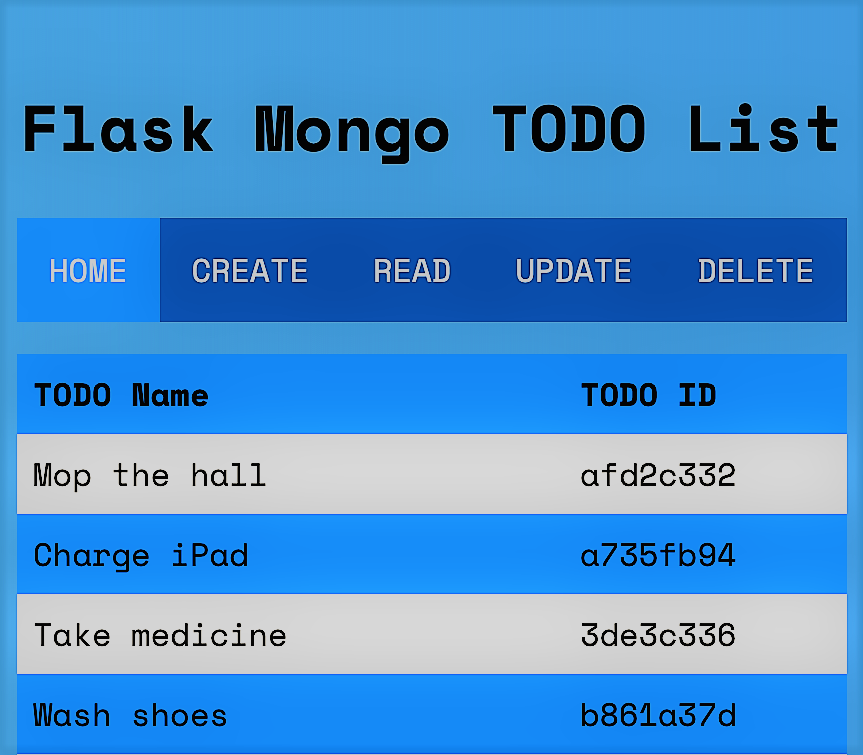 Flask Mongo TODO List
HOME CREATE READ UPDATE DELETE
TODO Name TODO ID
Mop the hall afd2c332
Charge iPad a735fb94
Take medicine 3de3c336
Wash shoes b861a37d